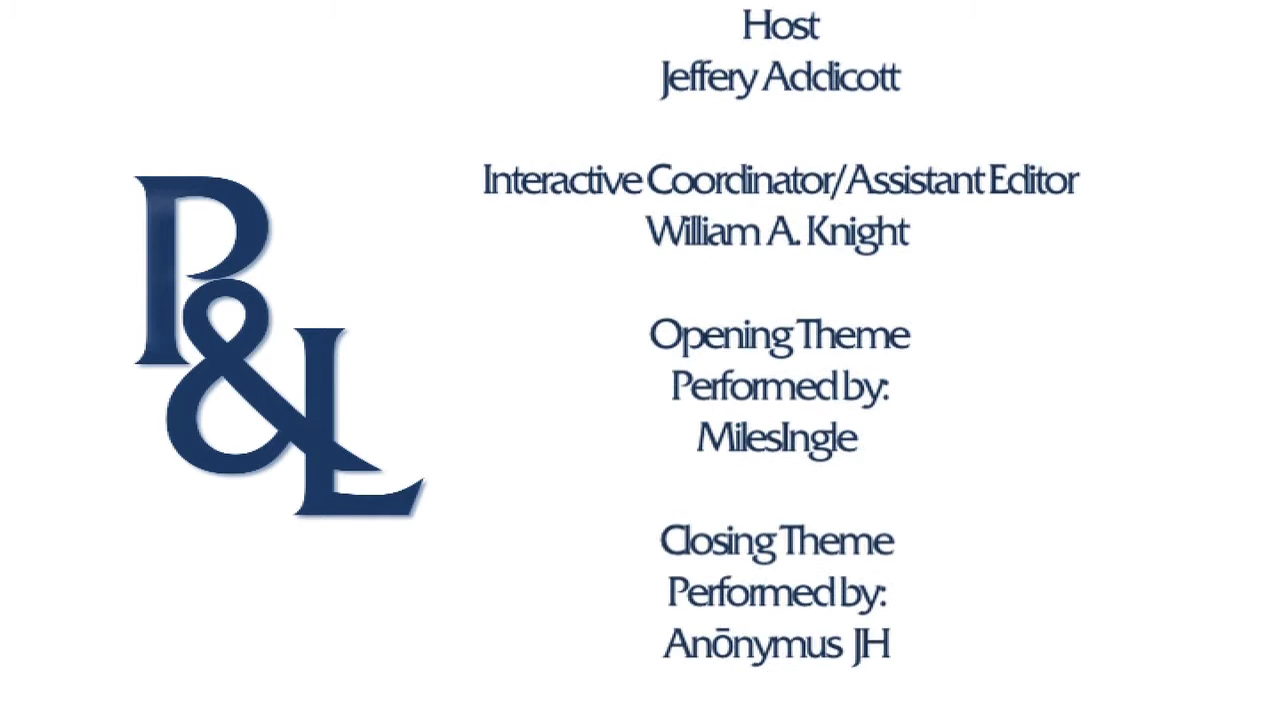 Host
Jeffery Addicott
Interactive Coordinator/Assistant Editor
William A. Knight
P&L
Opening Theme
Performed by:
MilesIngle
Closing Theme
Performed by:
Anōnymus JH